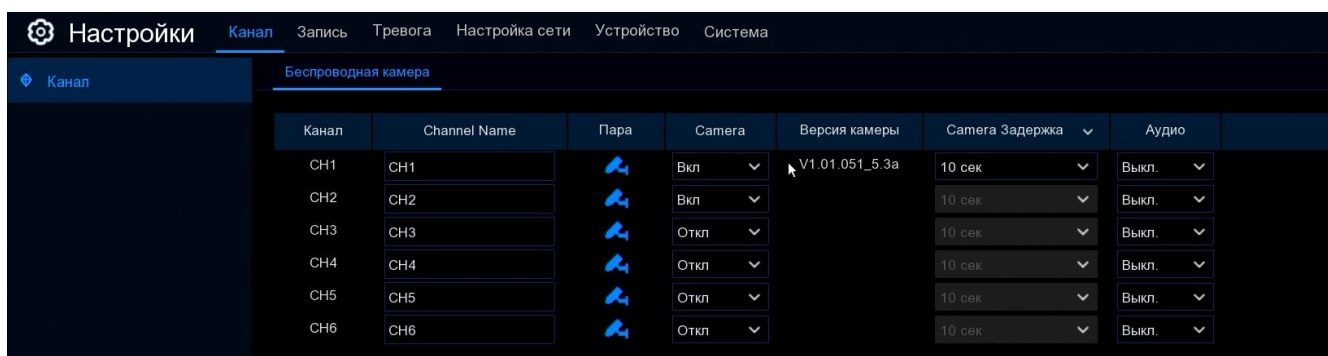 Настройки Канал Запись Тревога Настройка сети Устройство Система
Канал Беспроводная камера
Канал Channel Name Пара Camera Версия камеры Camera Задержка Аудио
CH1 CH1 Вкл V1.01.051_5.3a 10 сек Выкл.
CH2 CH2 Вкл 10 сек Выкл.
CH3 CH3 Откл 10 сек Выкл.
CH4 CH4 Откл 10 сек Выкл.
CH5 CH5 Откл 10 сек Выкл.
CH6 CH6 Откл 10 сек Выкл.